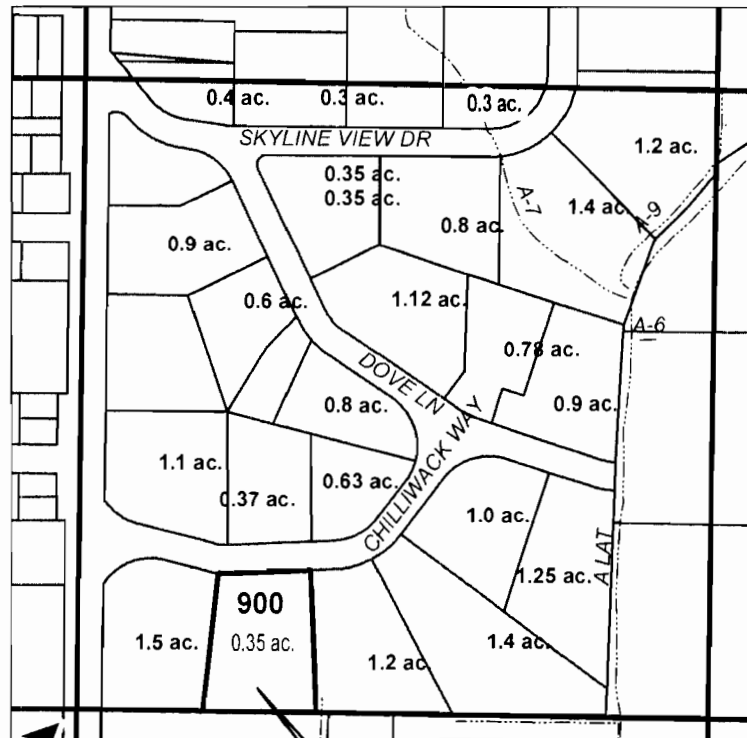 0.4 ac.
0.3 ac.
0.3 ac.
SKYLINE VIEW DR
1.2 ac.
0.35 ac.
0.35 ac.
A-7
1.4 ac.
A-9
0.8 ac.
0.9 ac.
0.6 ac.
1.12 ac.
A-6
0.78 ac.
DOVE LN
0.8 ac.
0.9 ac.
CHILLIWACK WAY
1.1 ac.
0.37 ac.
0.63 ac.
1.0 ac.
A LAT
1.25 ac.
900
0.35 ac.
1.5 ac.
1.2 ac.
1.4 ac.